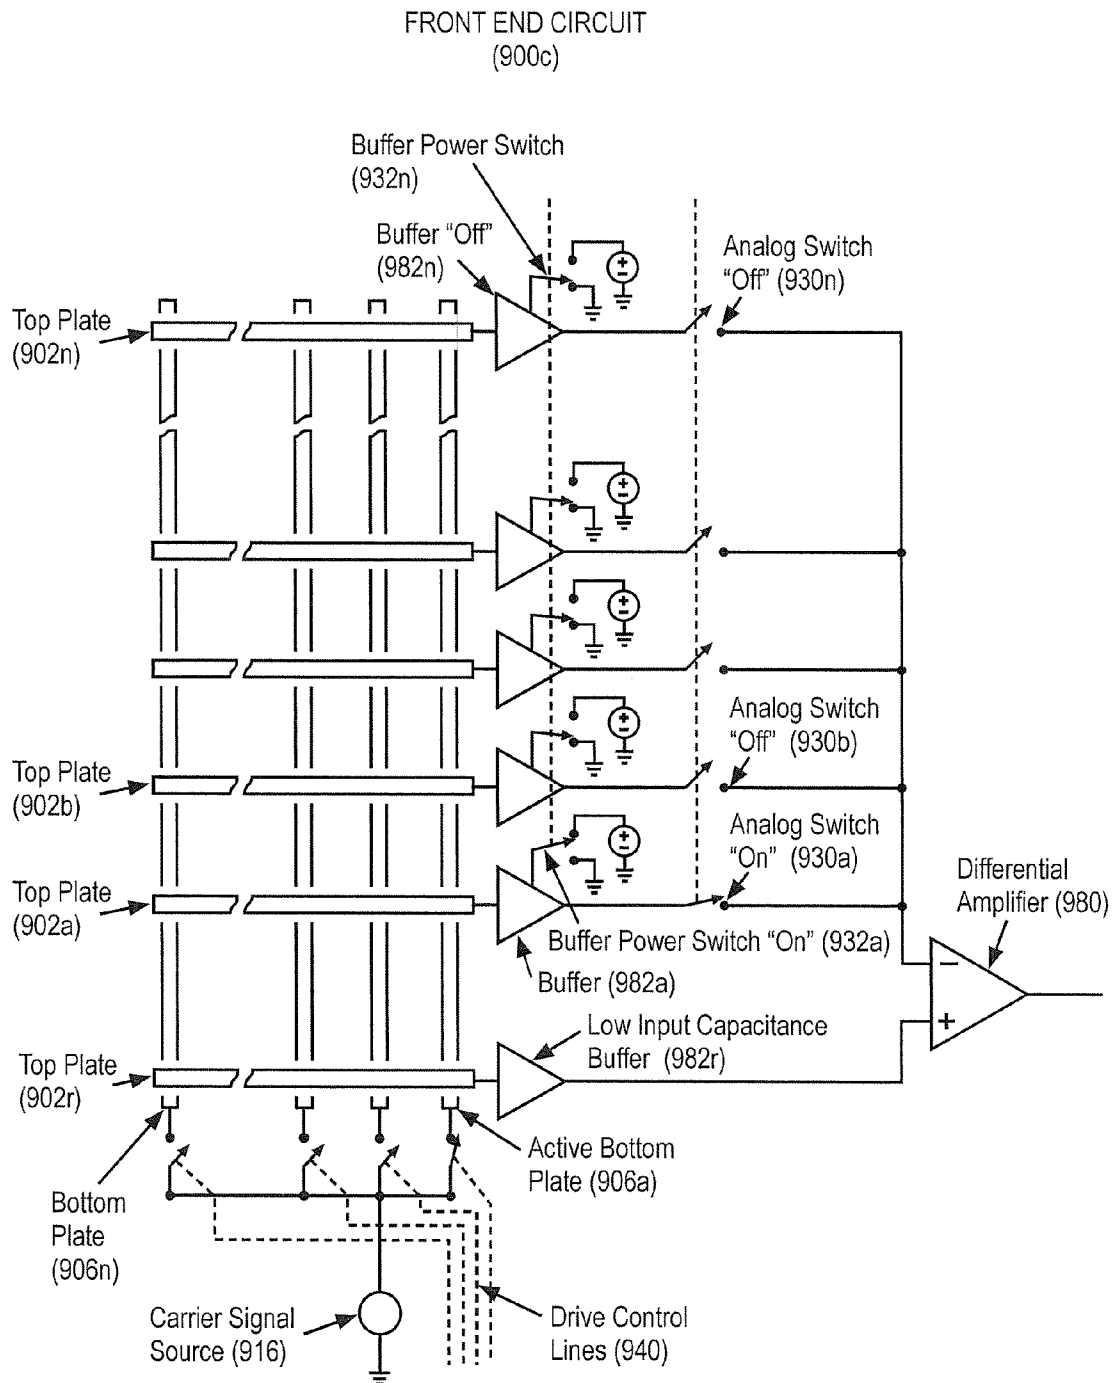 FRONT END CIRCUIT
(900c)
Buffer Power Switch
(932n)
Buffer “Off”
(982n)
Analog Switch
“Off” (930n)
Top Plate
(902n)
Analog Switch
“Off” (930b)
Top Plate
(902b)
Analog Switch
“On” (930a)
Differential
Amplifier (980)
Top Plate
(902a)
Buffer Power Switch “On” (932a)
Buffer (982a)
Low Input Capacitance
Buffer (982r)
Top Plate
(902r)
Active Bottom
Plate (906a)
Bottom
Plate
(906n)
Carrier Signal
Source (916)
Drive Control
Lines (940)